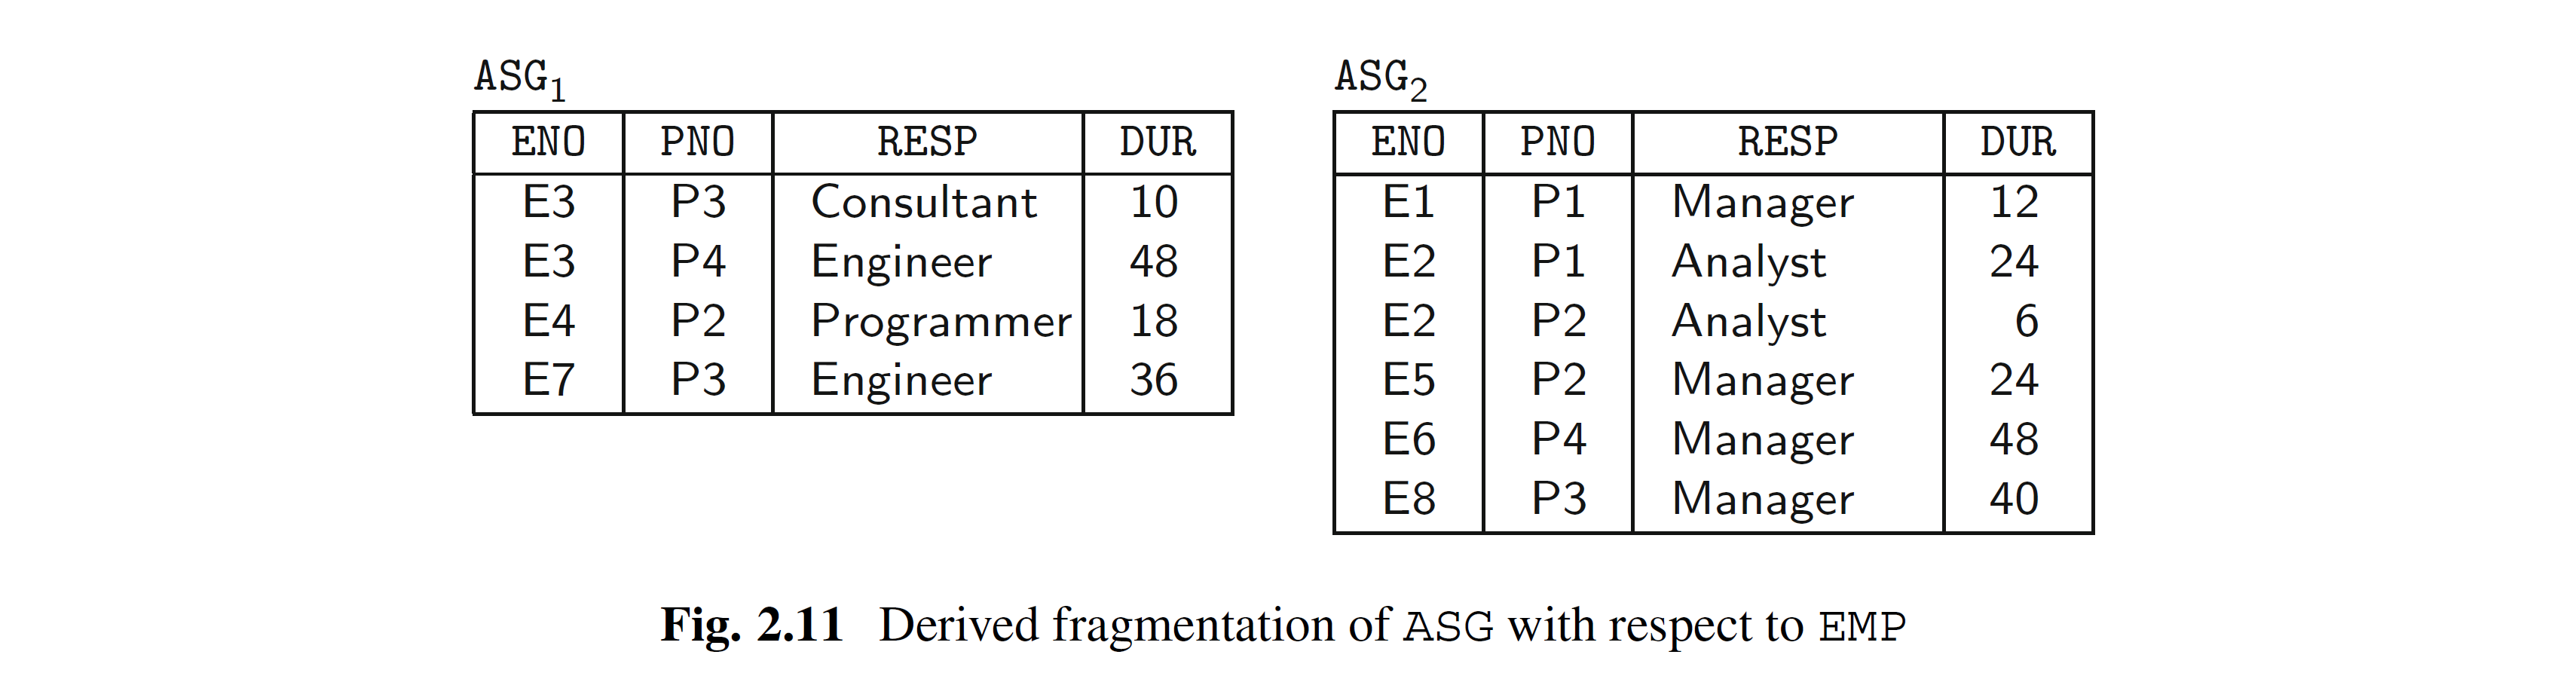 ASG₁
ENO PNO RESP DUR
E3 P3 Consultant 10
E3 P4 Engineer 48
E4 P2 Programmer 18
E7 P3 Engineer 36
ASG₂
ENO PNO RESP DUR
E1 P1 Manager 12
E2 P1 Analyst 24
E2 P2 Analyst 6
E5 P2 Manager 24
E6 P4 Manager 48
E8 P3 Manager 40
Fig. 2.11 Derived fragmentation of ASG with respect to EMP